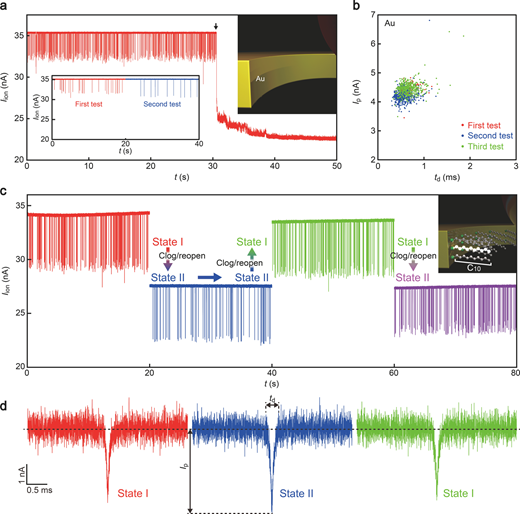 a
I_ion (nA)
35
30
25
20
0
10
20
30
40
50
t (s)
Au
36
35
30
25
20
15
I_ion (nA)
First test
Second test
0
20
40
t (s)
b
Au
I_p (nA)
7
6
5
4
3
2
0
1
2
3
t_d (ms)
First test
Second test
Third test
c
I_ion (nA)
35
30
25
20
0
20
40
60
80
t (s)
State I
Clog/reopen
State II
State I
Clog/reopen
State II
State I
Clog/reopen
State II
C10
d
t_d
I_p
1 nA
0.5 ms
State I
State II
State I